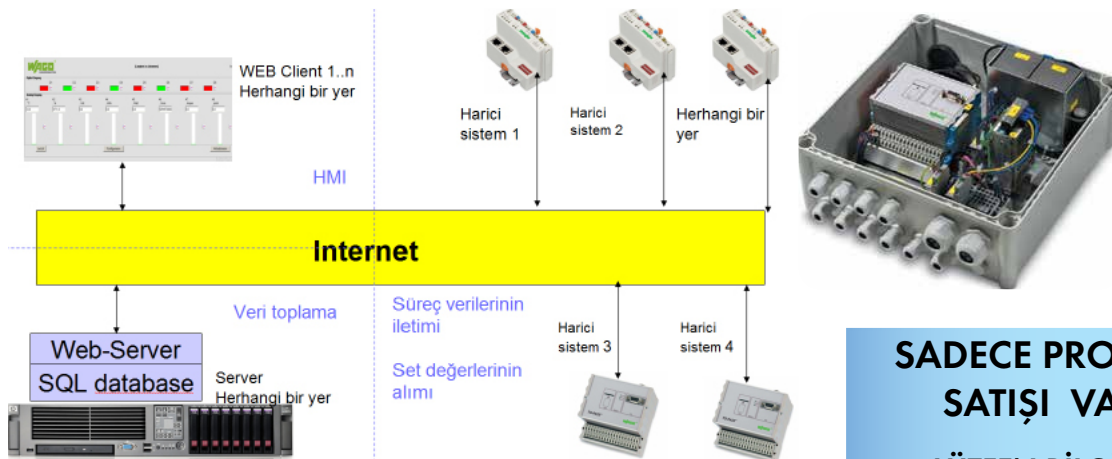 WAGO
WEB Client 1..n
Herhangi bir yer
Harici
sistem 1
Harici
sistem 2
Herhangi bir
yer
HMI
Internet
Veri toplama
Süreç verilerinin
iletimi
Set değerlerinin
alımı
Harici
sistem 3
Harici
sistem 4
Web-Server
SQL database
Server
Herhangi bir yer
SADECE PRO
SATIŞI VA